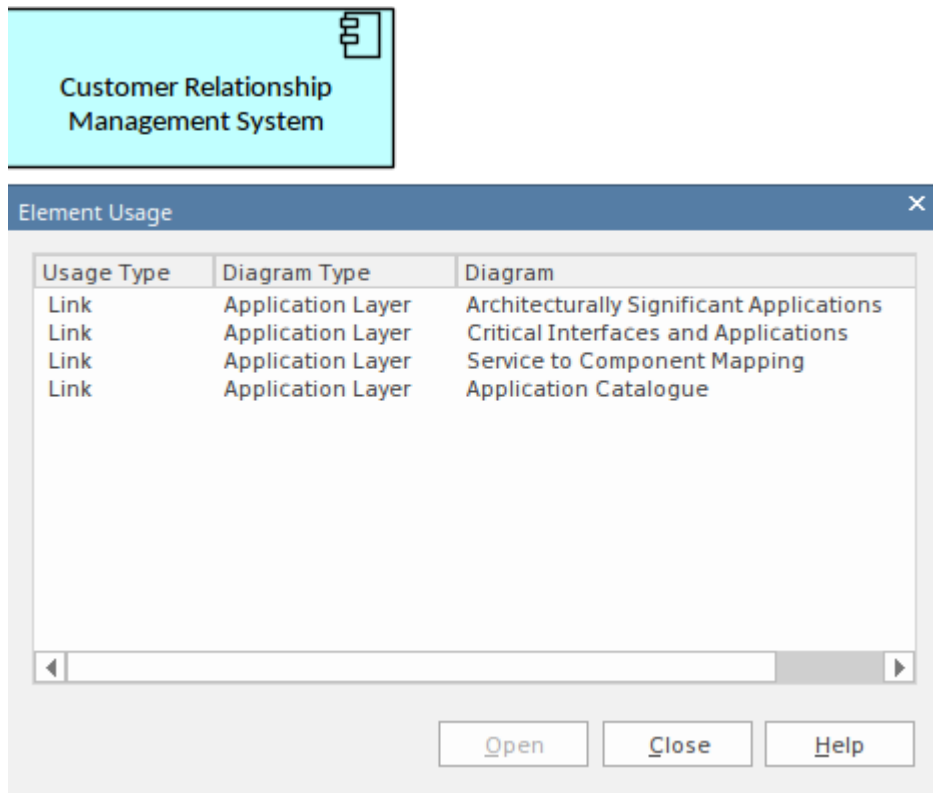 Customer Relationship
Management System
Element Usage
Usage Type Diagram Type Diagram
Link Application Layer Architecturally Significant Applications
Link Application Layer Critical Interfaces and Applications
Link Application Layer Service to Component Mapping
Link Application Layer Application Catalogue
Open Close Help